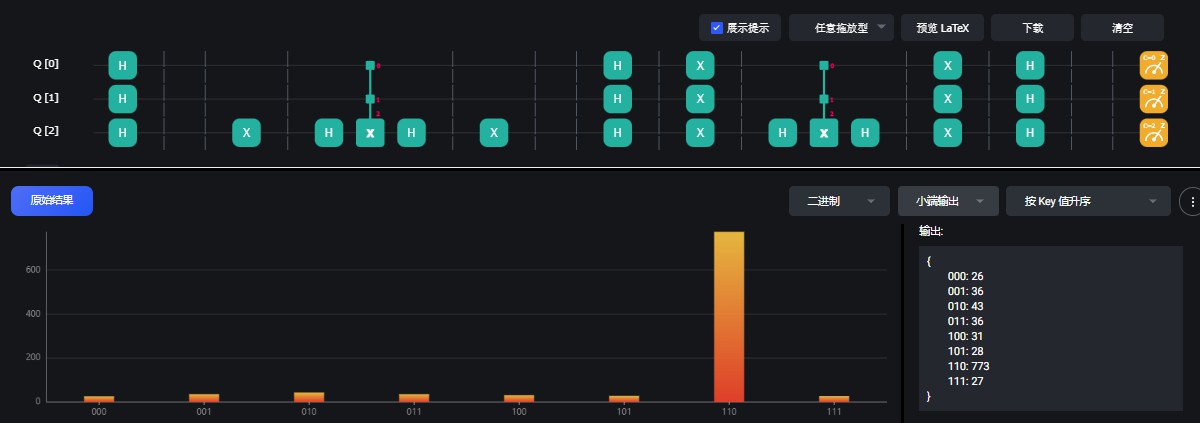 展示提示 任意拖放型 预览 LaTeX 下载 清空
Q [0] H H X X H C=0 Z
Q [1] H H X X H C=1 Z
Q [2] H X H X H X H X H X H X H C=2 Z
0 0
1 1
2 2
原始结果 二进制 小端输出 按 Key 值升序
输出:
{
000: 26
001: 36
010: 43
011: 36
100: 31
101: 28
110: 773
111: 27
}
600
400
200
0
000 001 010 011 100 101 110 111